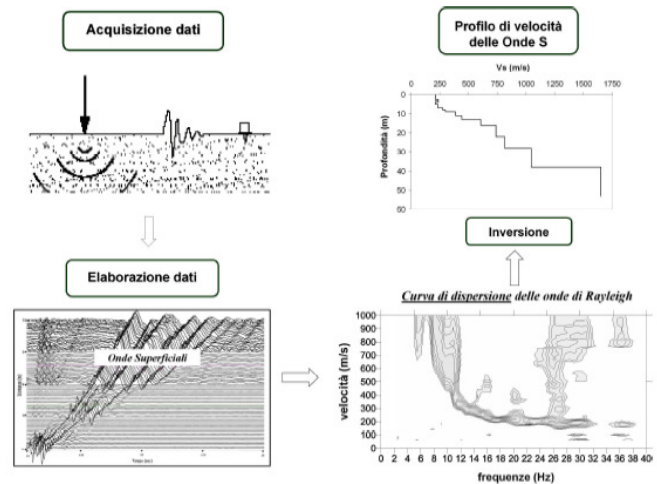 Acquisizione dati
Elaborazione dati
Onde Superficiali
Profilo di velocità
delle Onde S
Vs (m/s)
0 250 500 750 1000 1250 1500 1750
Profondità (m)
0
10
20
30
40
50
60
Inversione
Curva di dispersione delle onde di Rayleigh
velocità (m/s)
1000
900
800
700
600
500
400
300
200
100
0
0 2 4 6 8 10 12 14 16 18 20 22 24 26 28 30 32 34 36 38 40
frequenze (Hz)